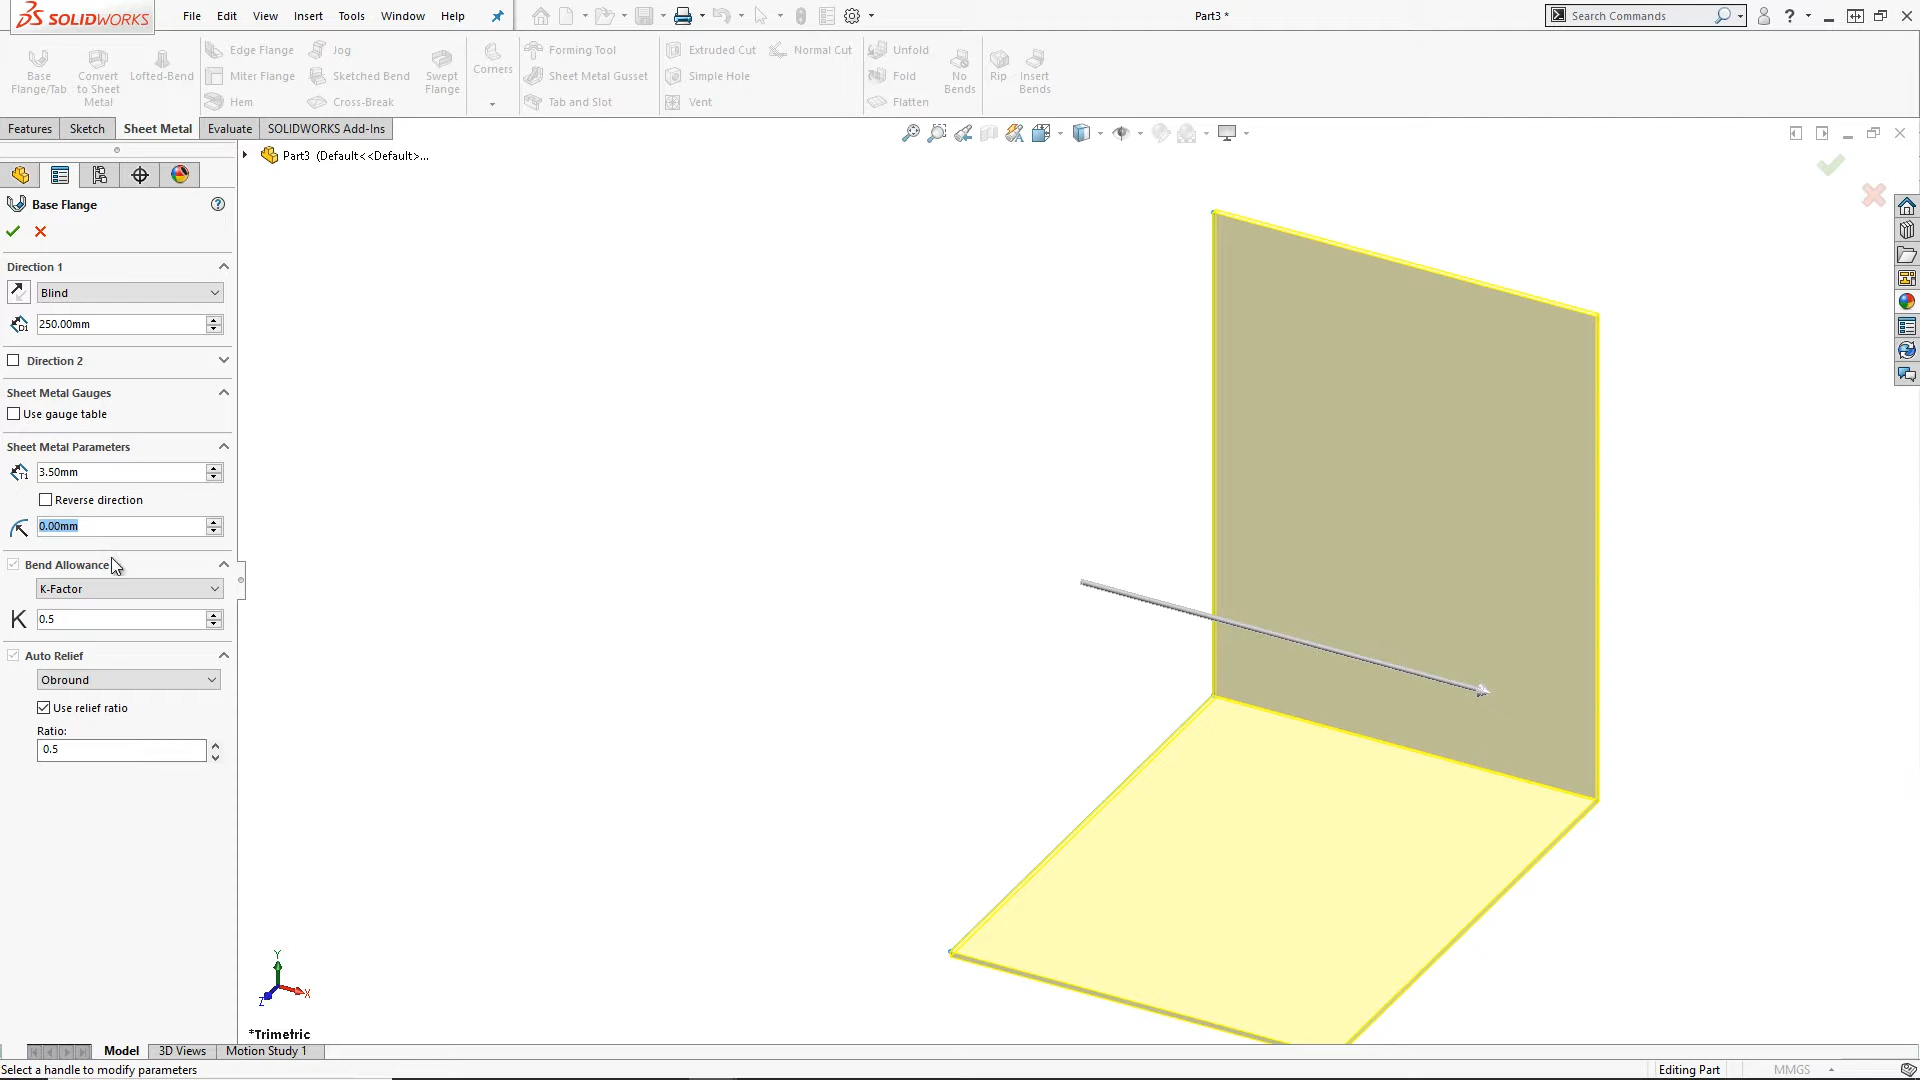 SOLIDWORKS
File Edit View Insert Tools Window Help
Part3 *
Search Commands
Base Flange/Tab
Convert to Sheet Metal
Lofted-Bend
Edge Flange
Miter Flange
Hem
Jog
Sketched Bend
Cross-Break
Swept Flange
Corners
Forming Tool
Sheet Metal Gusset
Tab and Slot
Extruded Cut
Simple Hole
Vent
Normal Cut
Unfold
Fold
Flatten
No Bends
Rip
Insert Bends
Features Sketch Sheet Metal Evaluate SOLIDWORKS Add-Ins
Part3 (Default<<Default>...
Base Flange
Direction 1
Blind
250.00mm
Direction 2
Sheet Metal Gauges
Use gauge table
Sheet Metal Parameters
3.50mm
Reverse direction
0.00mm
Bend Allowance
K-Factor
K 0.5
Auto Relief
Obround
Use relief ratio
Ratio:
0.5
Y
X
Z
*Trimetric
Model 3D Views Motion Study 1
Select a handle to modify parameters
Editing Part
MMGS